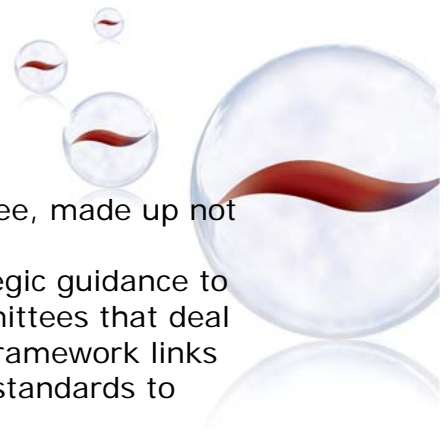 ee, made up not
egic guidance to
nittees that deal
ramework links
standards to